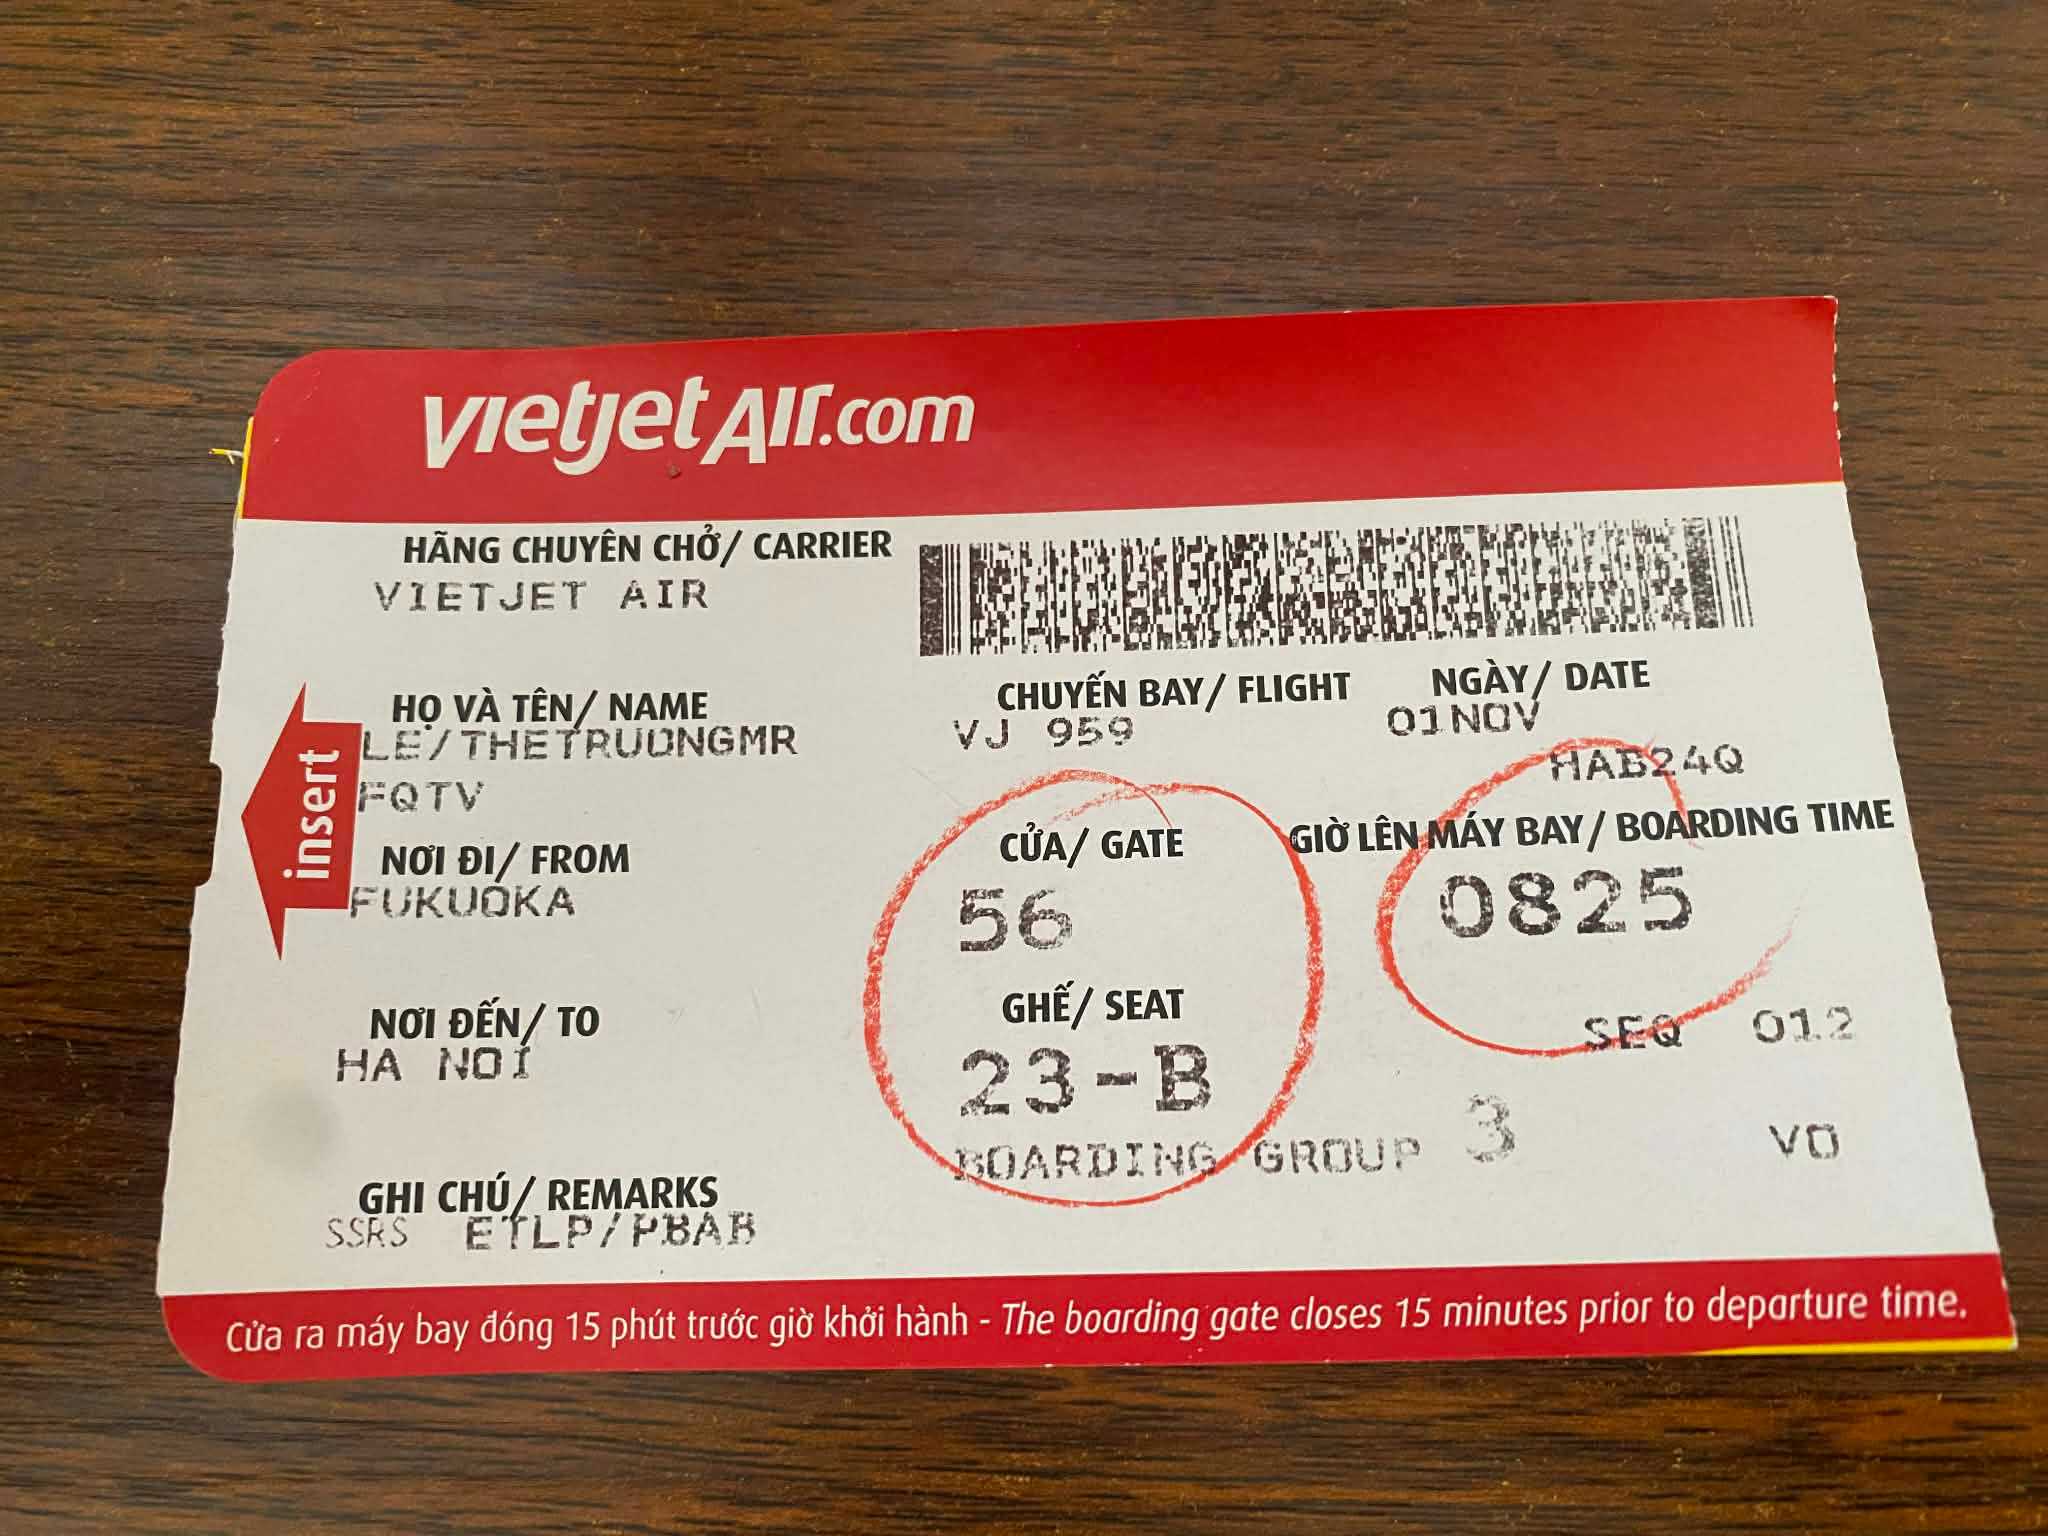 vietjetAir.com
HÃNG CHUYÊN CHỞ/ CARRIER
VIETJET AIR
HỌ VÀ TÊN/ NAME
LE/THETRUONGMR
FQTV
CHUYẾN BAY/ FLIGHT
VJ 959
NGÀY/ DATE
01NOV
HAB24Q
insert
NƠI ĐI/ FROM
FUKUOKA
CỬA/ GATE
56
GIỜ LÊN MÁY BAY/ BOARDING TIME
0825
NƠI ĐẾN/ TO
HA NOI
GHẾ/ SEAT
23-B
SEQ 012
BOARDING GROUP 3
VO
GHI CHÚ/ REMARKS
SSRS ETLP/PBAB
Cửa ra máy bay đóng 15 phút trước giờ khởi hành - The boarding gate closes 15 minutes prior to departure time.